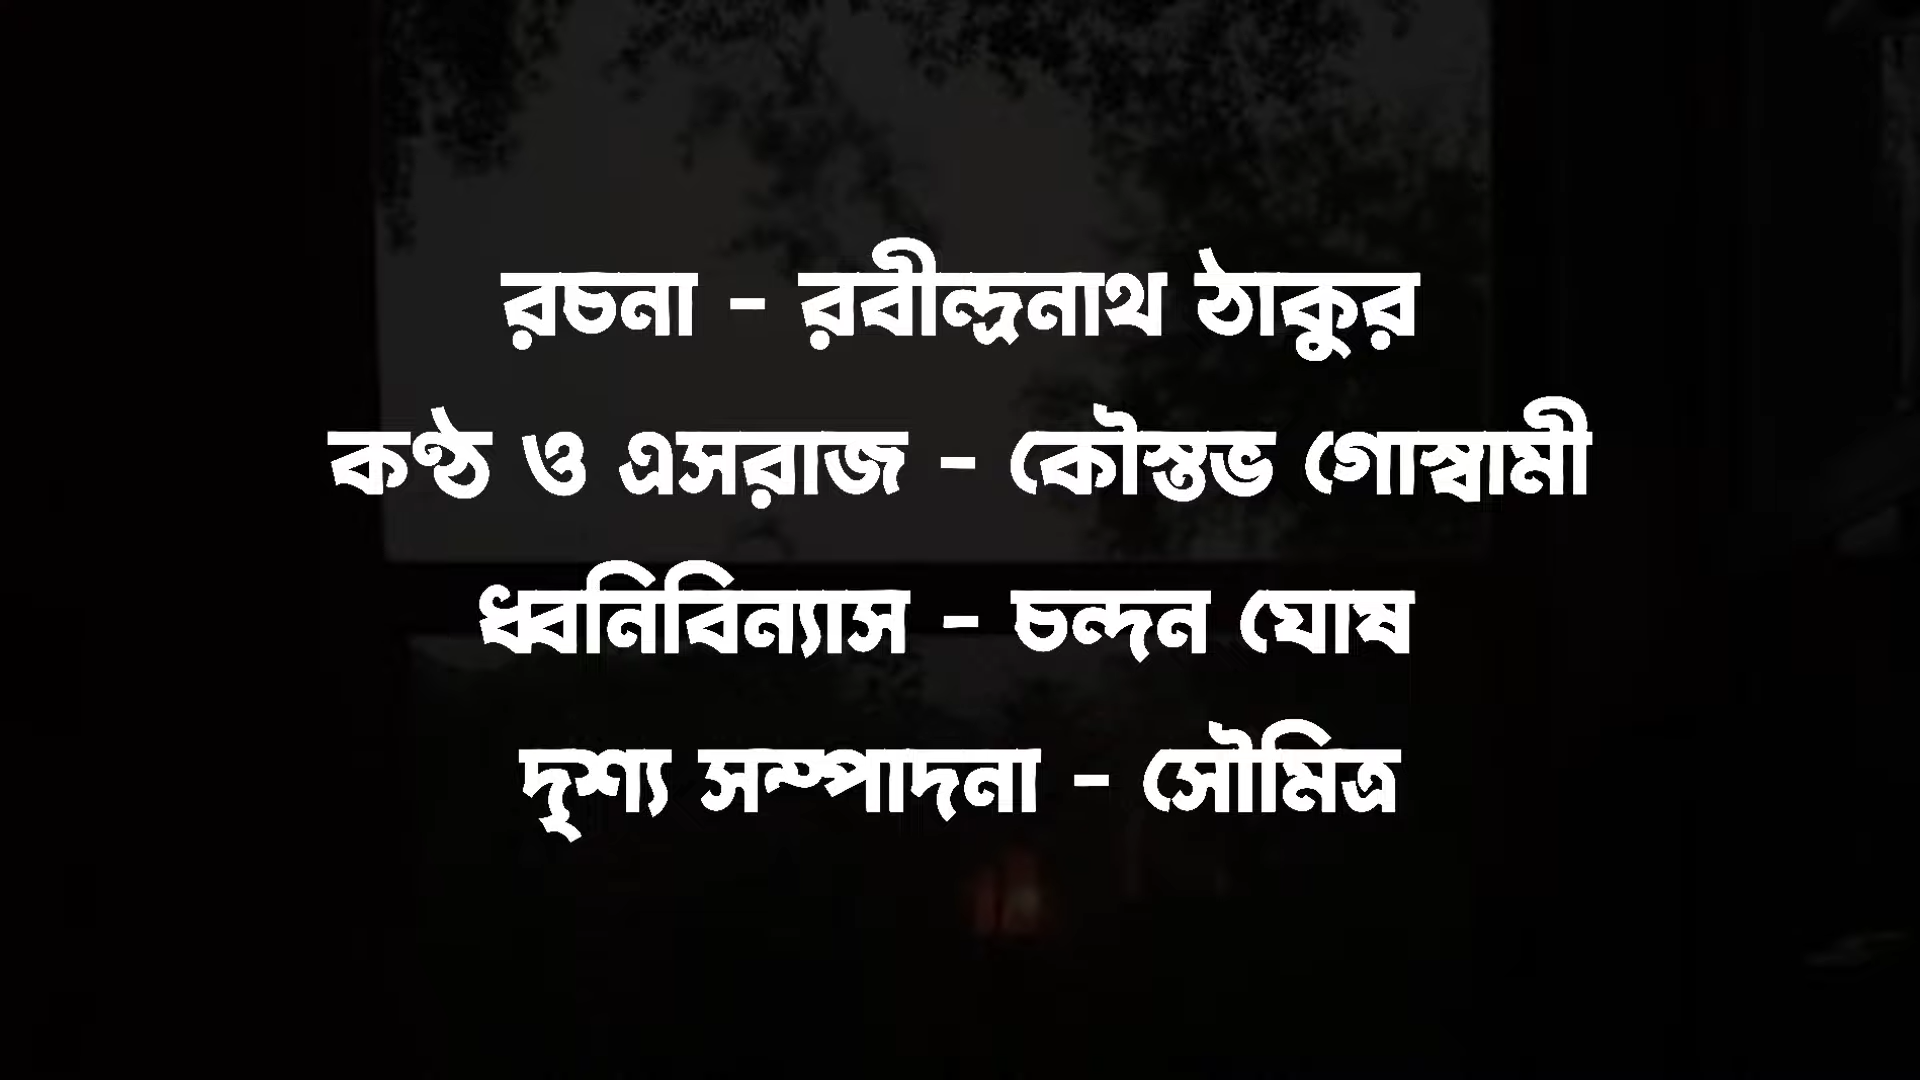 রচনা - রবীন্দ্রনাথ ঠাকুর
কণ্ঠ ও এসরাজ - কৌস্তভ গোস্বামী
ধ্বনিবিন্যাস - চন্দন ঘোষ
দৃশ্য সম্পাদনা - সৌমিত্র